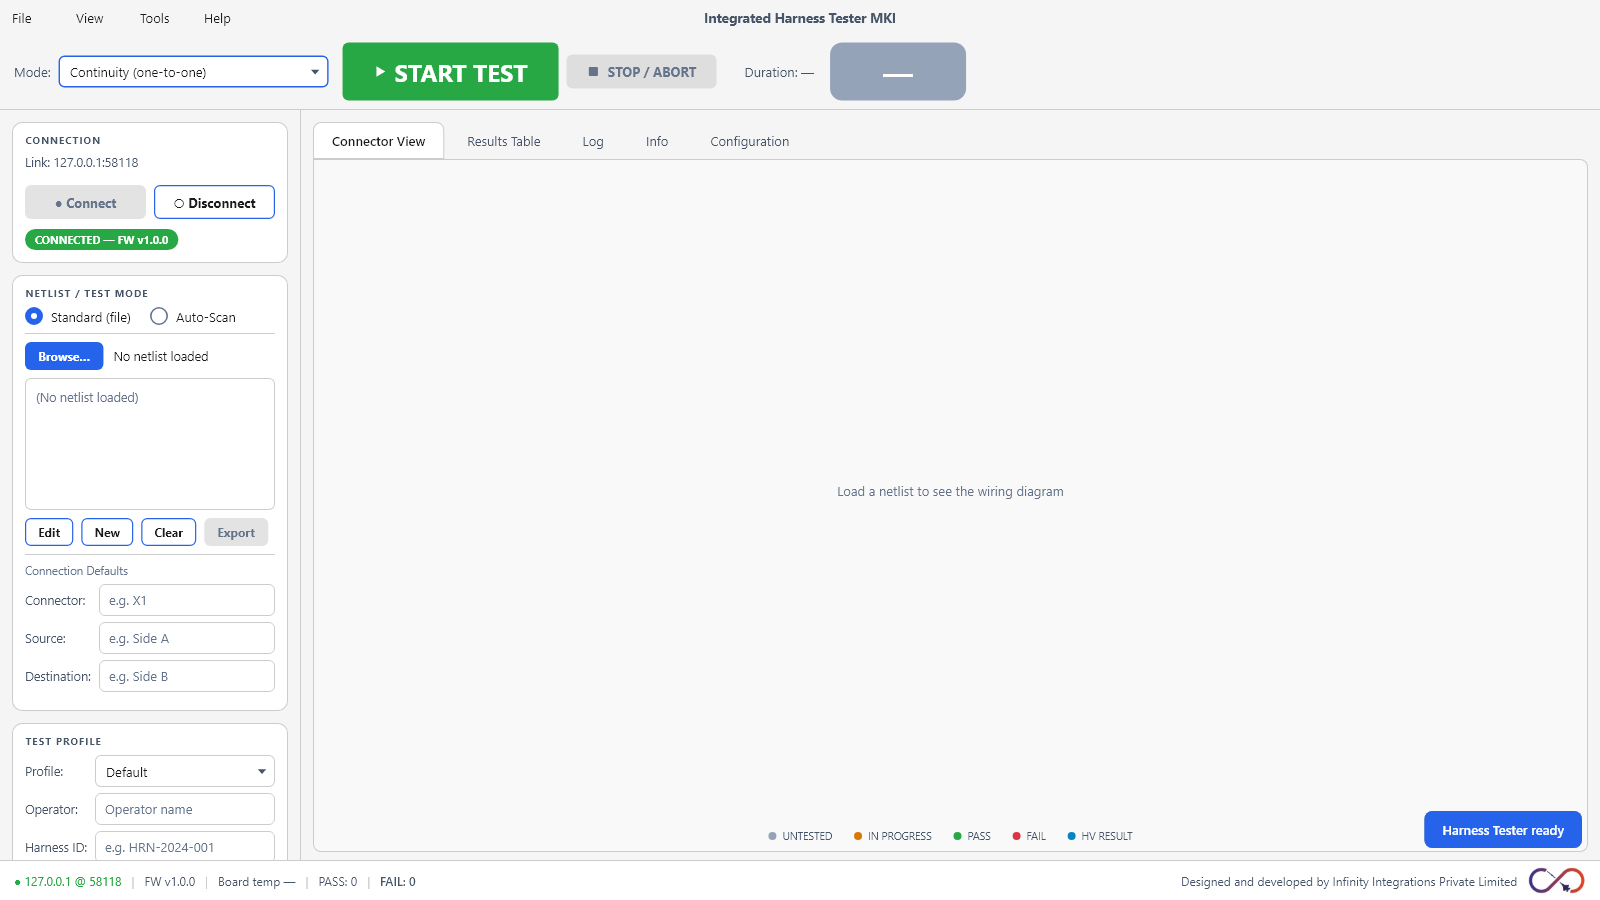 File View Tools Help
Integrated Harness Tester MKI
Mode: Continuity (one-to-one)
START TEST
STOP / ABORT
Duration: —
—
CONNECTION
Link: 127.0.0.1:58118
Connect
Disconnect
CONNECTED — FW v1.0.0
NETLIST / TEST MODE
Standard (file) Auto-Scan
Browse... No netlist loaded
(No netlist loaded)
Edit New Clear Export
Connection Defaults
Connector: e.g. X1
Source: e.g. Side A
Destination: e.g. Side B
TEST PROFILE
Profile: Default
Operator: Operator name
Harness ID: e.g. HRN-2024-001
Connector View Results Table Log Info Configuration
Load a netlist to see the wiring diagram
UNTESTED IN PROGRESS PASS FAIL HV RESULT
Harness Tester ready
127.0.0.1 @ 58118 | FW v1.0.0 | Board temp — | PASS: 0 | FAIL: 0
Designed and developed by Infinity Integrations Private Limited